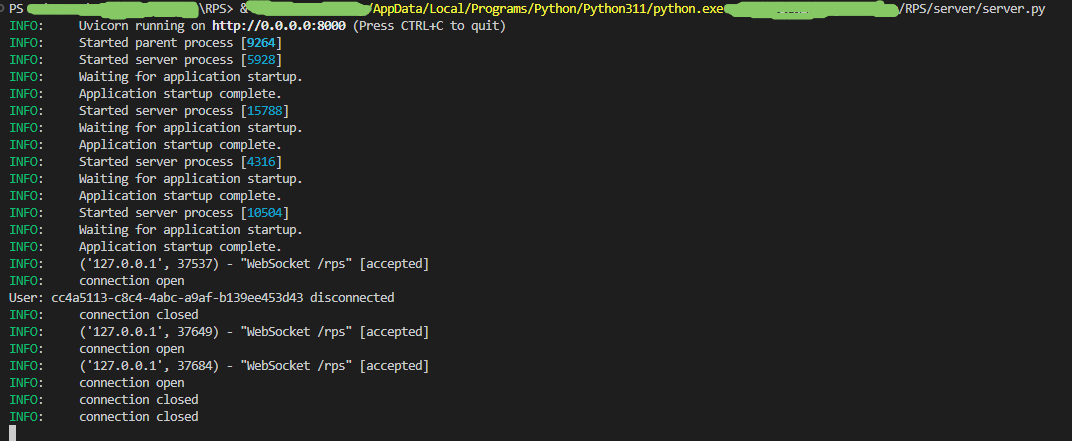 PS \RPS> & /AppData/Local/Programs/Python/Python311/python.exe /RPS/server/server.py
INFO: Uvicorn running on http://0.0.0.0:8000 (Press CTRL+C to quit)
INFO: Started parent process [9264]
INFO: Started server process [5928]
INFO: Waiting for application startup.
INFO: Application startup complete.
INFO: Started server process [15788]
INFO: Waiting for application startup.
INFO: Application startup complete.
INFO: Started server process [4316]
INFO: Waiting for application startup.
INFO: Application startup complete.
INFO: Started server process [10504]
INFO: Waiting for application startup.
INFO: Application startup complete.
INFO: ('127.0.0.1', 37537) - "WebSocket /rps" [accepted]
INFO: connection open
User: cc4a5113-c8c4-4abc-a9af-b139ee453d43 disconnected
INFO: connection closed
INFO: ('127.0.0.1', 37649) - "WebSocket /rps" [accepted]
INFO: connection open
INFO: ('127.0.0.1', 37684) - "WebSocket /rps" [accepted]
INFO: connection open
INFO: connection closed
INFO: connection closed